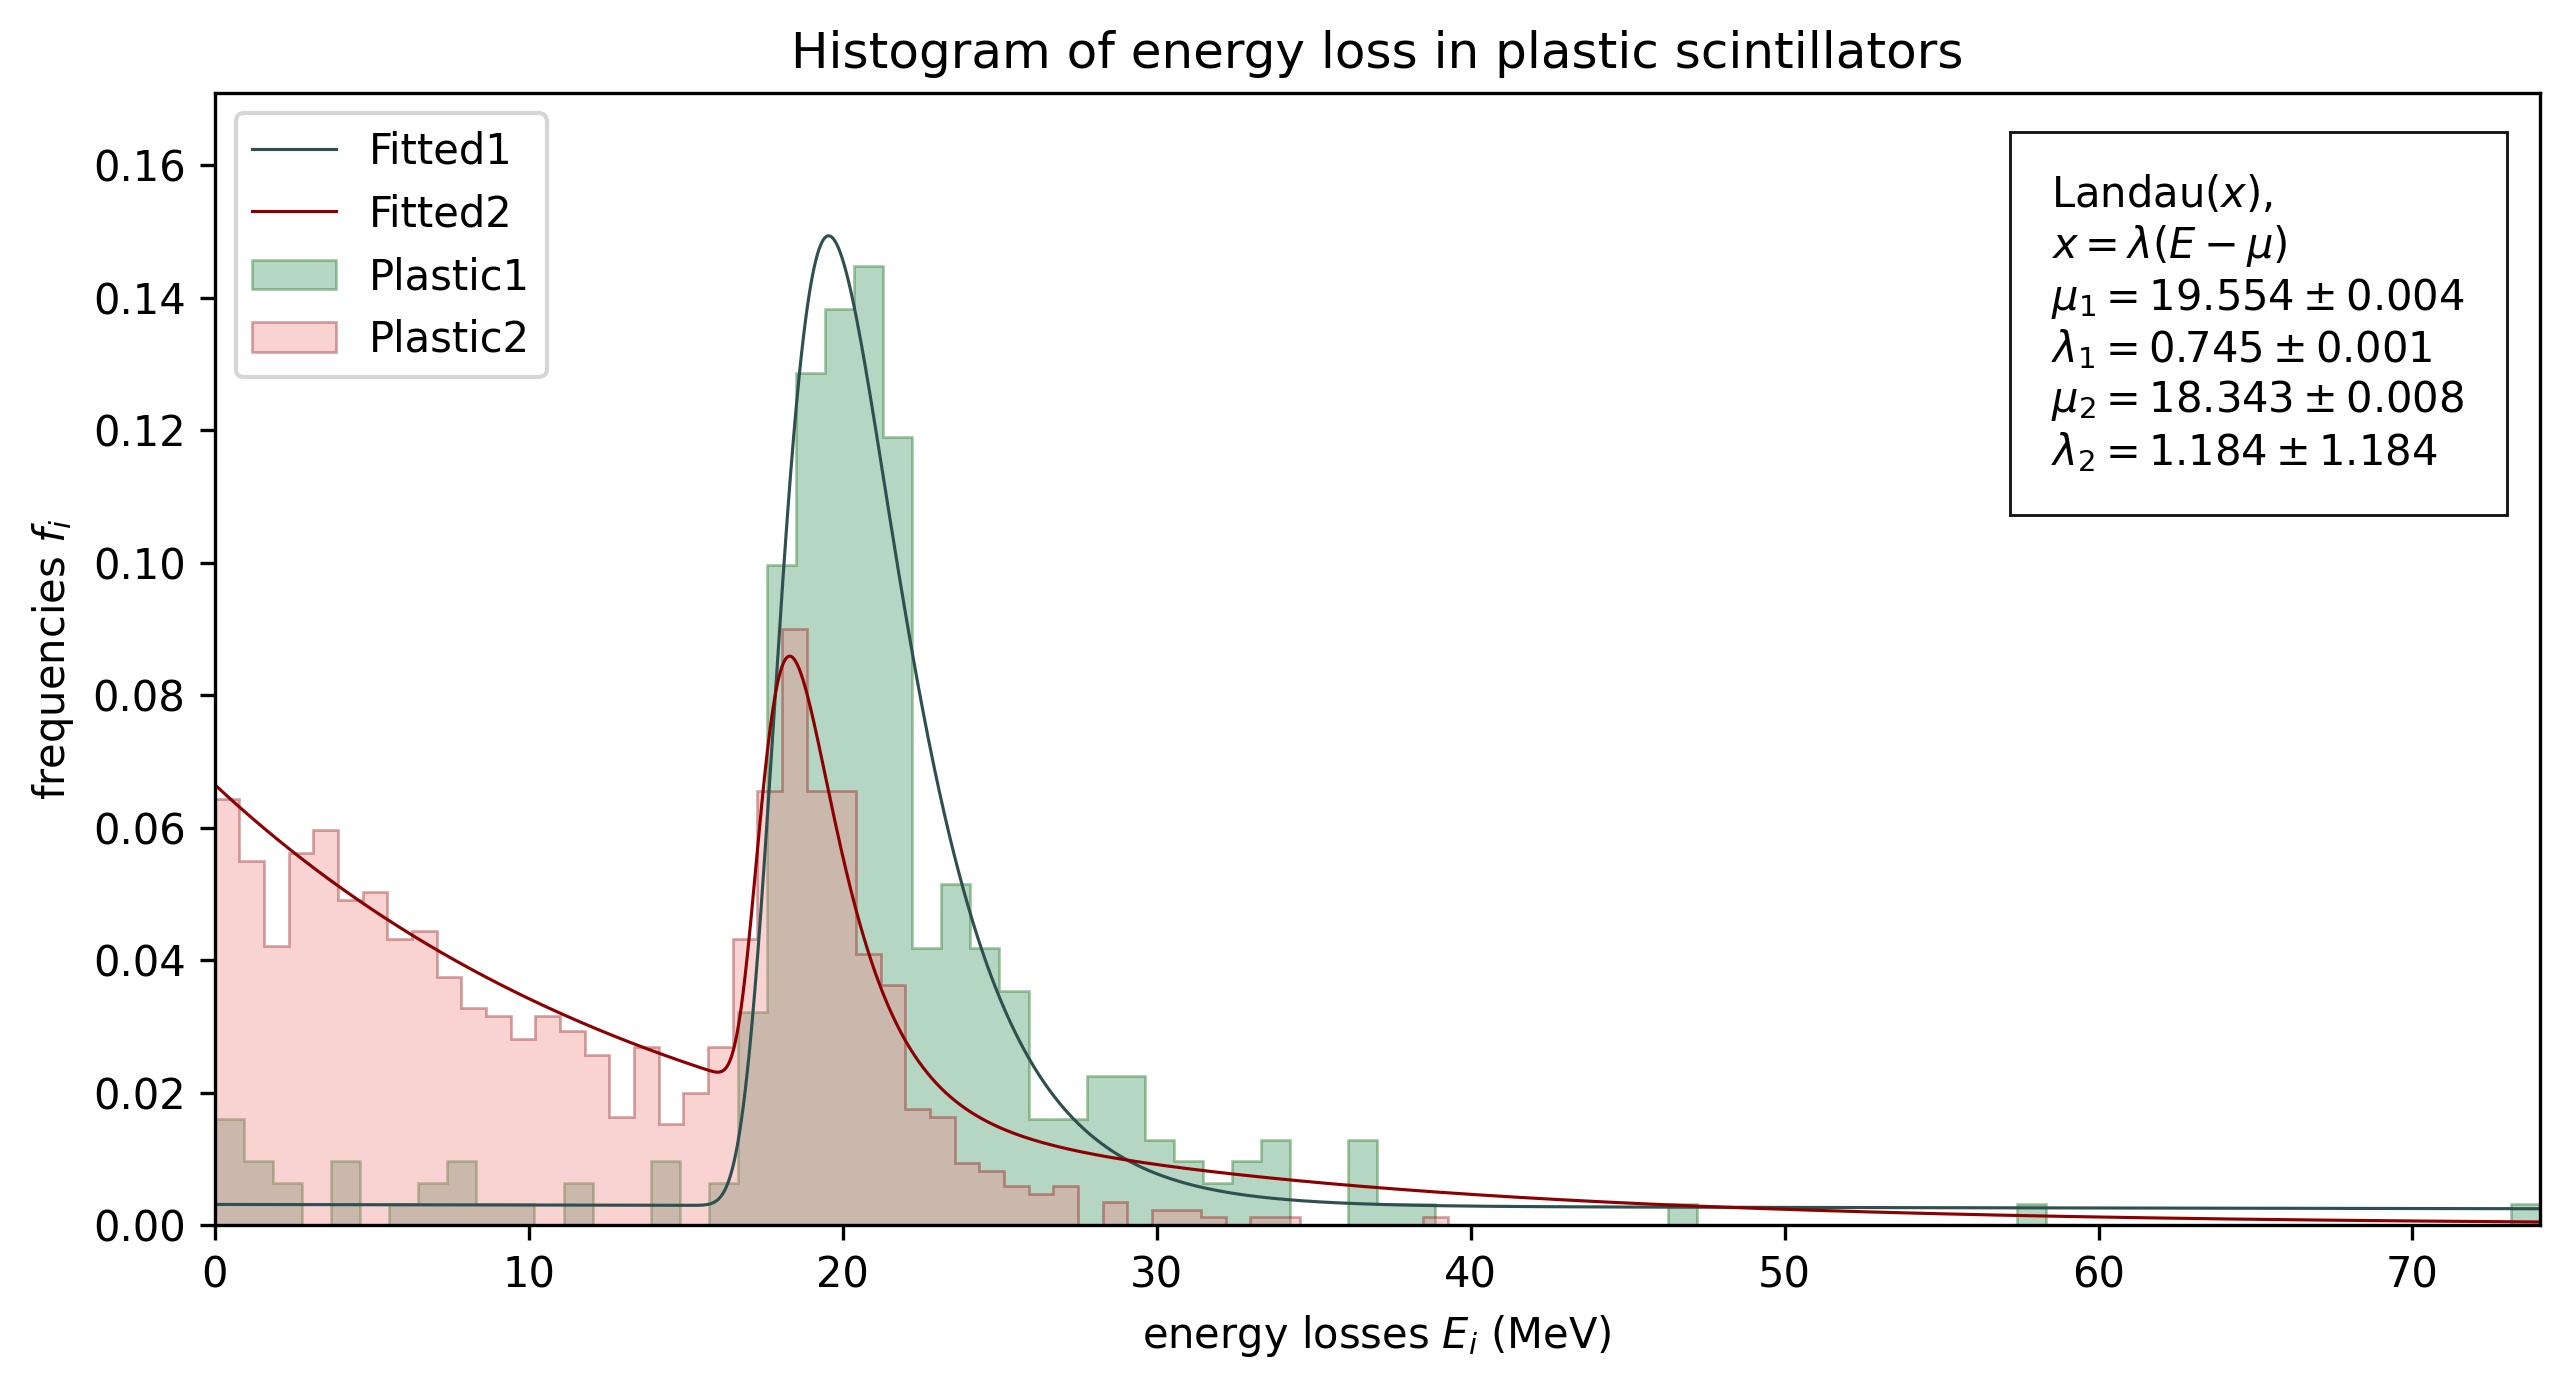 Histogram of energy loss in plastic scintillators
Fitted1
Fitted2
Plastic1
Plastic2
Landau(x),
x = λ(E − μ)
μ₁ = 19.554 ± 0.004
λ₁ = 0.745 ± 0.001
μ₂ = 18.343 ± 0.008
λ₂ = 1.184 ± 1.184
frequencies fᵢ
0.16
0.14
0.12
0.10
0.08
0.06
0.04
0.02
0.00
0 10 20 30 40 50 60 70
energy losses Eᵢ (MeV)